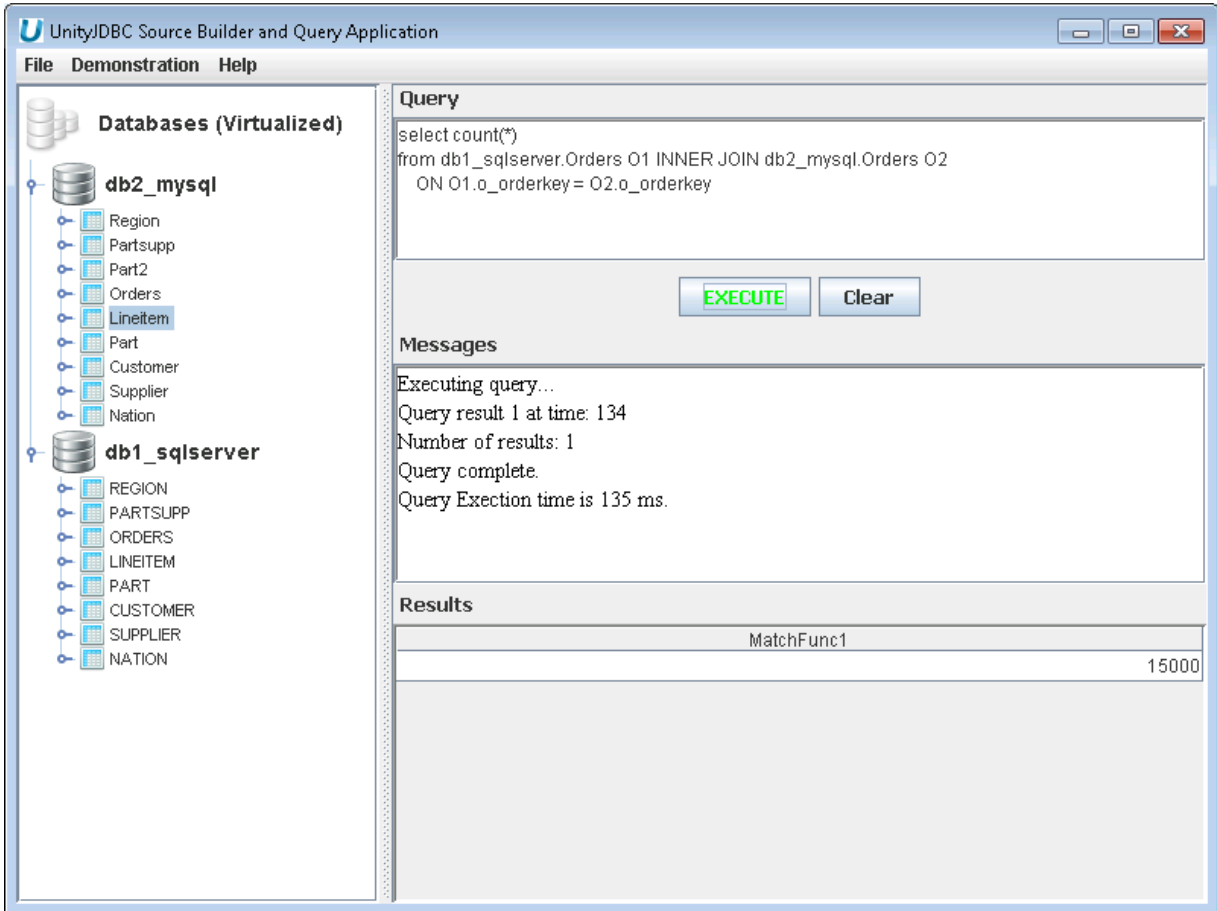 UnityJDBC Source Builder and Query Application
File Demonstration Help
Databases (Virtualized)
db2_mysql
Region
Partsupp
Part2
Orders
Lineitem
Part
Customer
Supplier
Nation
db1_sqlserver
REGION
PARTSUPP
ORDERS
LINEITEM
PART
CUSTOMER
SUPPLIER
NATION
Query
select count(*)
from db1_sqlserver.Orders O1 INNER JOIN db2_mysql.Orders O2
ON O1.o_orderkey = O2.o_orderkey
EXECUTE Clear
Messages
Executing query...
Query result 1 at time: 134
Number of results: 1
Query complete.
Query Exection time is 135 ms.
Results
MatchFunc1
15000